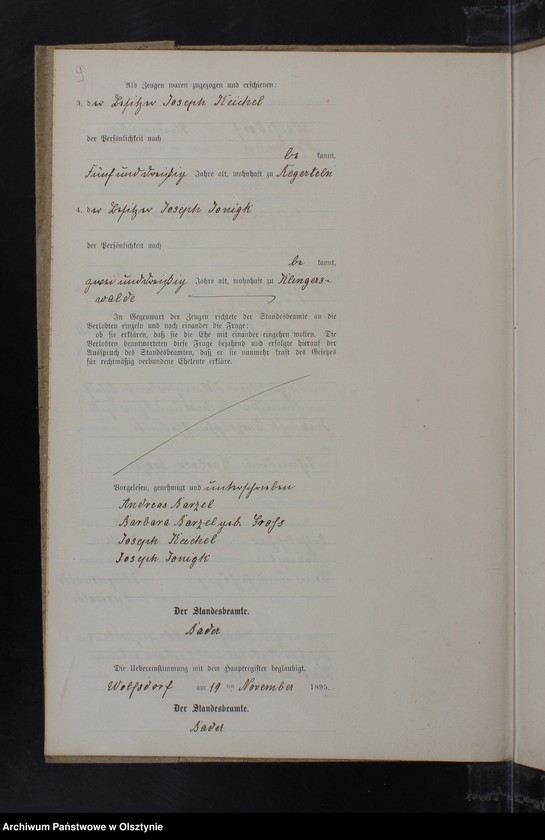 9
Als Zeugen waren zugezogen und erschienen:
3. der Besitzer Joseph Keichel
der Persönlichkeit nach
be kannt,
Fünfunddreißig Jahre alt, wohnhaft zu Regerteln
4. der Besitzer Joseph Jonigk
der Persönlichkeit nach
be kannt,
zweiunddreißig Jahre alt, wohnhaft zu Klingers-
walde
In Gegenwart der Zeugen richtete der Standesbeamte an die
Verlobten einzeln und nach einander die Frage:
ob sie erklären, daß sie die Ehe mit einander eingehen wollen. Die
Verlobten beantworteten diese Frage bejahend und erfolgte hierauf der
Ausspruch des Standesbeamten, daß er sie nunmehr kraft des Gesetzes
für rechtmäßig verbundene Eheleute erkläre.
Vorgelesen, genehmigt und unterschrieben
Andreas Barzel
Barbara Barzel geb. Groß
Joseph Keichel
Joseph Jonigk
Der Standesbeamte.
Bader
Die Uebereinstimmung mit dem Hauptregister beglaubigt.
Wolfsdorf am 19 ten November 1895.
Der Standesbeamte.
Bader
Archiwum Państwowe w Olsztynie